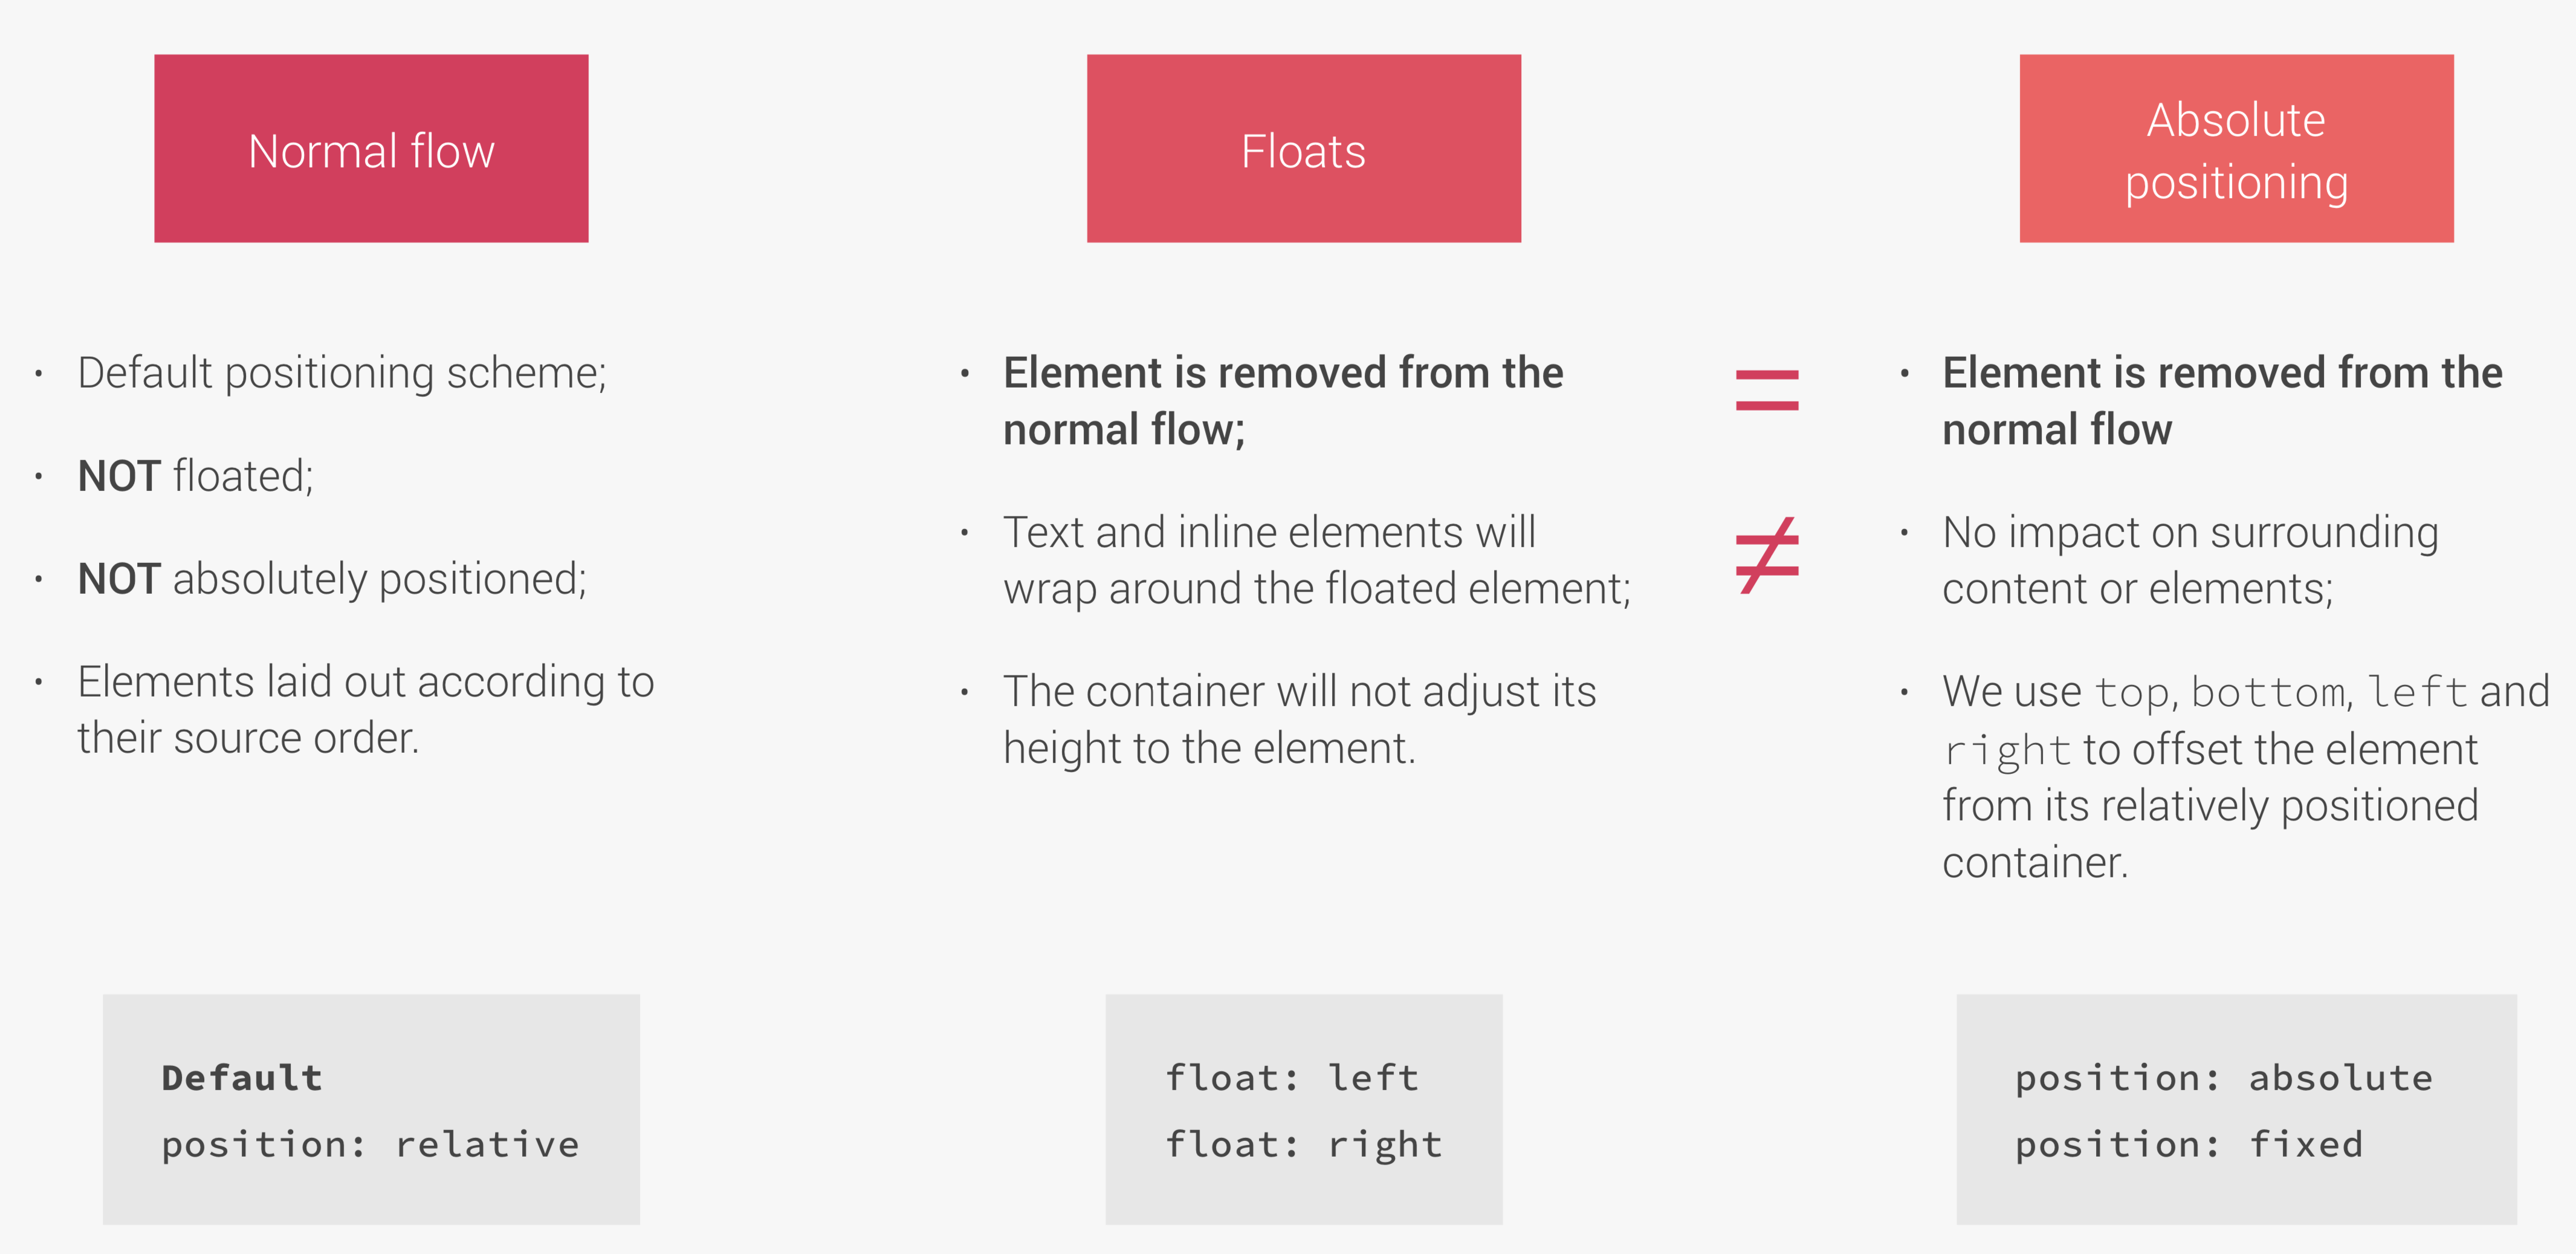 Normal flow
• Default positioning scheme;
• NOT floated;
• NOT absolutely positioned;
• Elements laid out according to
their source order.
Default
position: relative
Floats
• Element is removed from the
normal flow;
• Text and inline elements will
wrap around the floated element;
• The container will not adjust its
height to the element.
float: left
float: right
=
≠
Absolute
positioning
• Element is removed from the
normal flow
• No impact on surrounding
content or elements;
• We use top, bottom, left and
right to offset the element
from its relatively positioned
container.
position: absolute
position: fixed